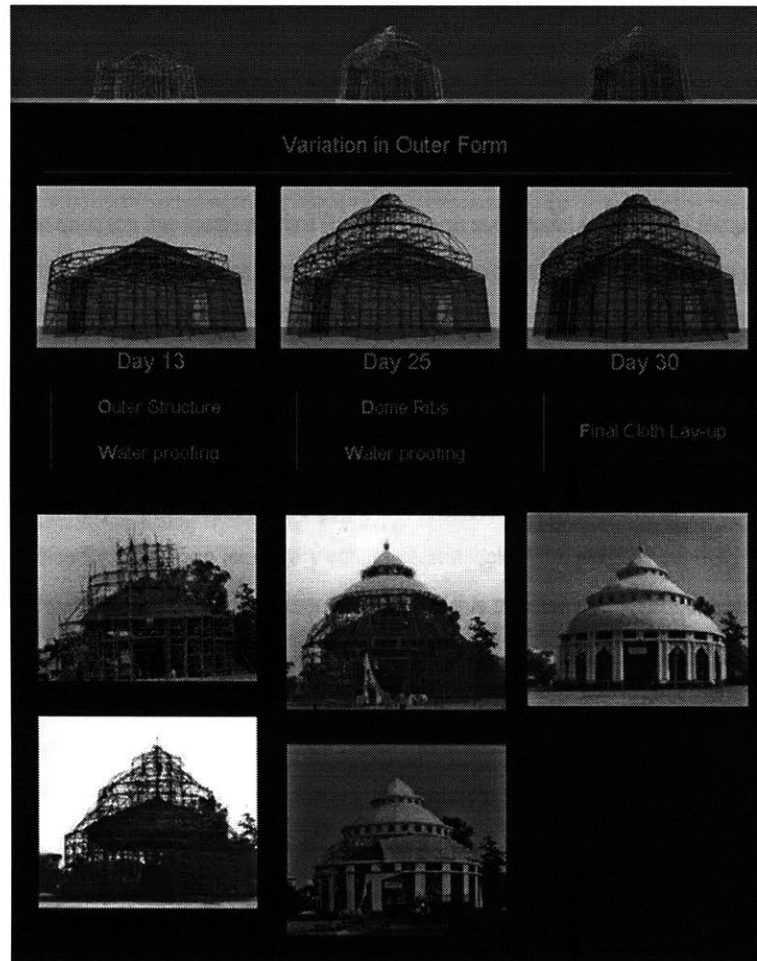 Variation in Outer Form
Day 13
Day 25
Day 30
Outer Structure
Water proofing
Dome Ribs
Water proofing
Final Cloth Lay-up